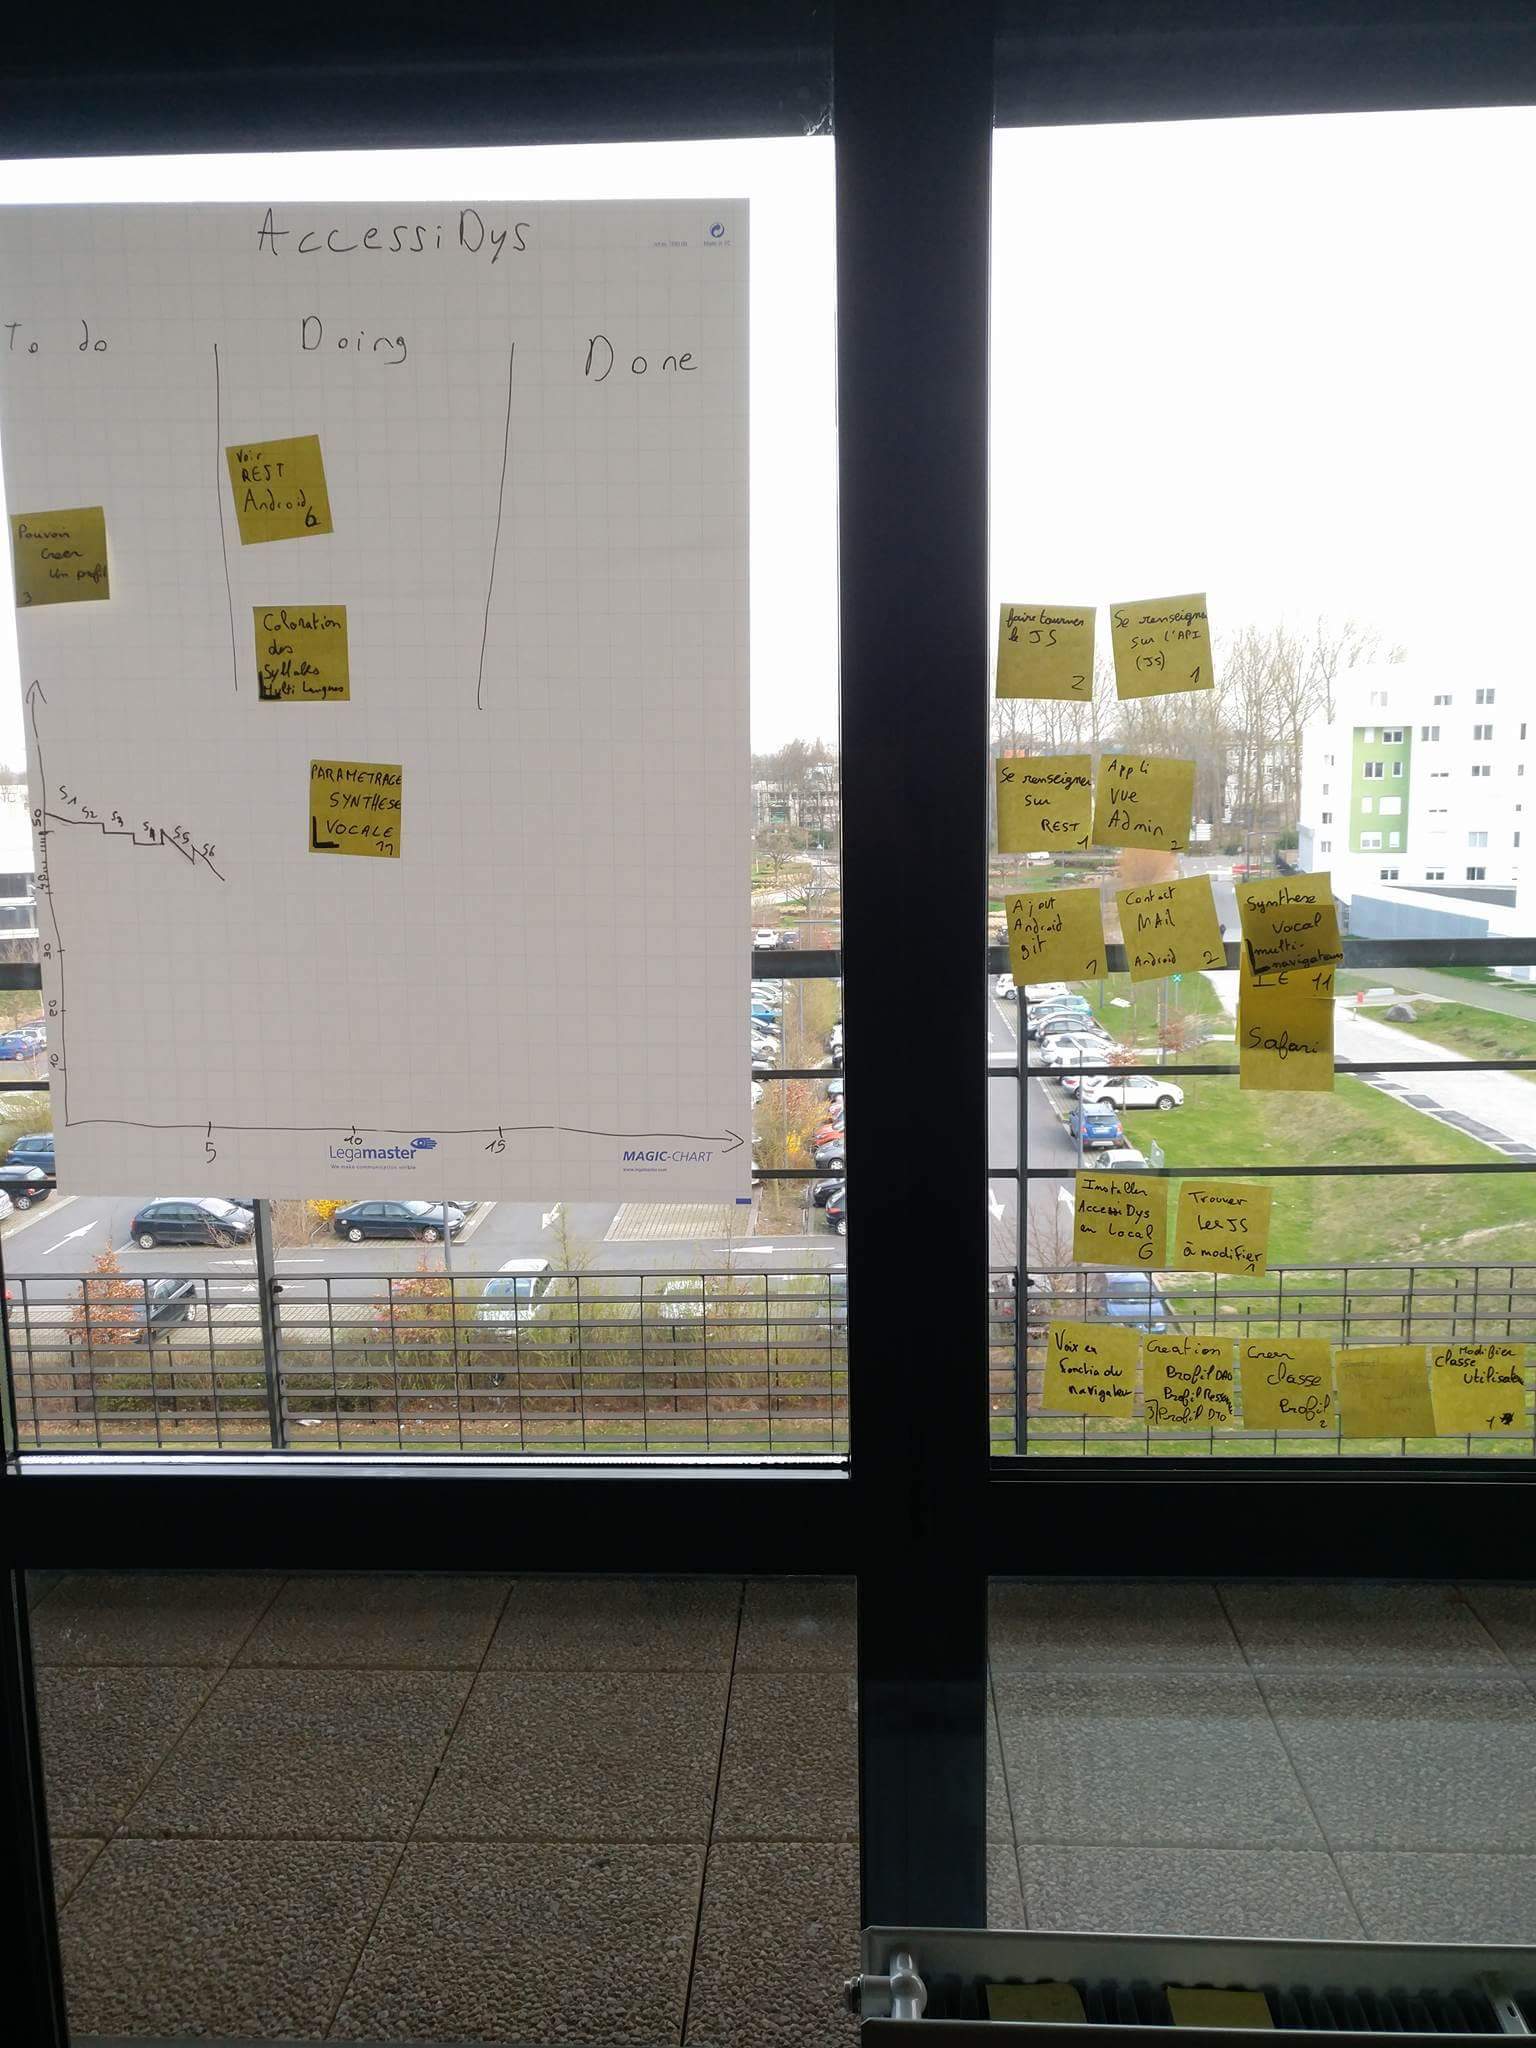 AccessiDys
To do
Doing
Done
Voir
REST
Android
6
Pouvoir
Creer
Un profil
3
Coloration
des
Syllabes
Multi langues
PARAMETRAGE
SYNTHESE
VOCALE
11
S1
S2
S3
S4
S5
S6
50
40
30
20
10
5
10
15
Legamaster
We make communication visible
MAGIC-CHART
www.legamaster.com
faire tourner
le JS
2
Se renseigner
sur l'API
(JS)
1
Se renseigner
sur
REST
1
Appli
VUE
Admin
2
Ajout
Android
git
1
Contact
MAil
Android
2
Synthese
Vocal
multi-
navigateurs
IE 11
Safari
Installer
AccessiDys
en Local
6
Trouver
les JS
à modifier
1
Voix en
fonction du
navigateur
Creation
Profil DAO
Profil Ressource
3 Profil DTO
Creer
classe
Profil
2
Modifier
Classe
Utilisateur
1